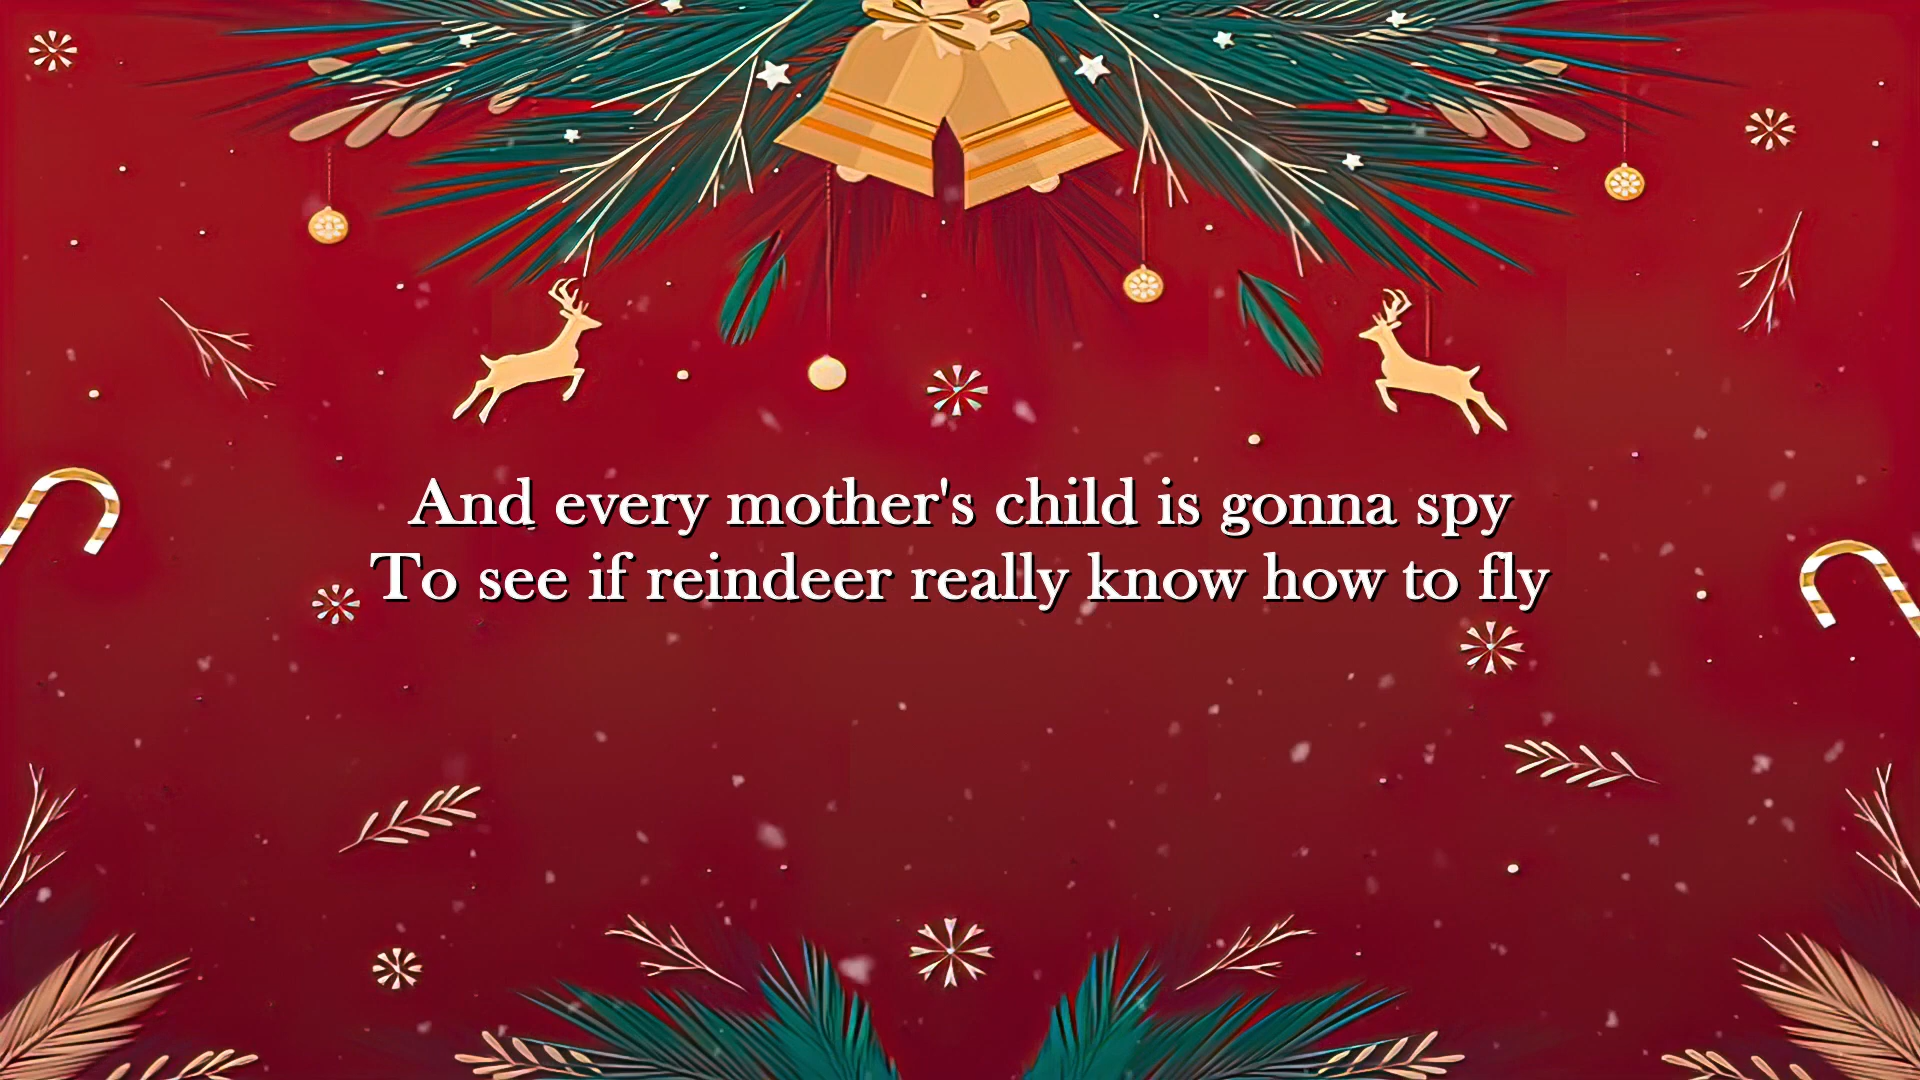 And every mother's child is gonna spy
To see if reindeer really know how to fly